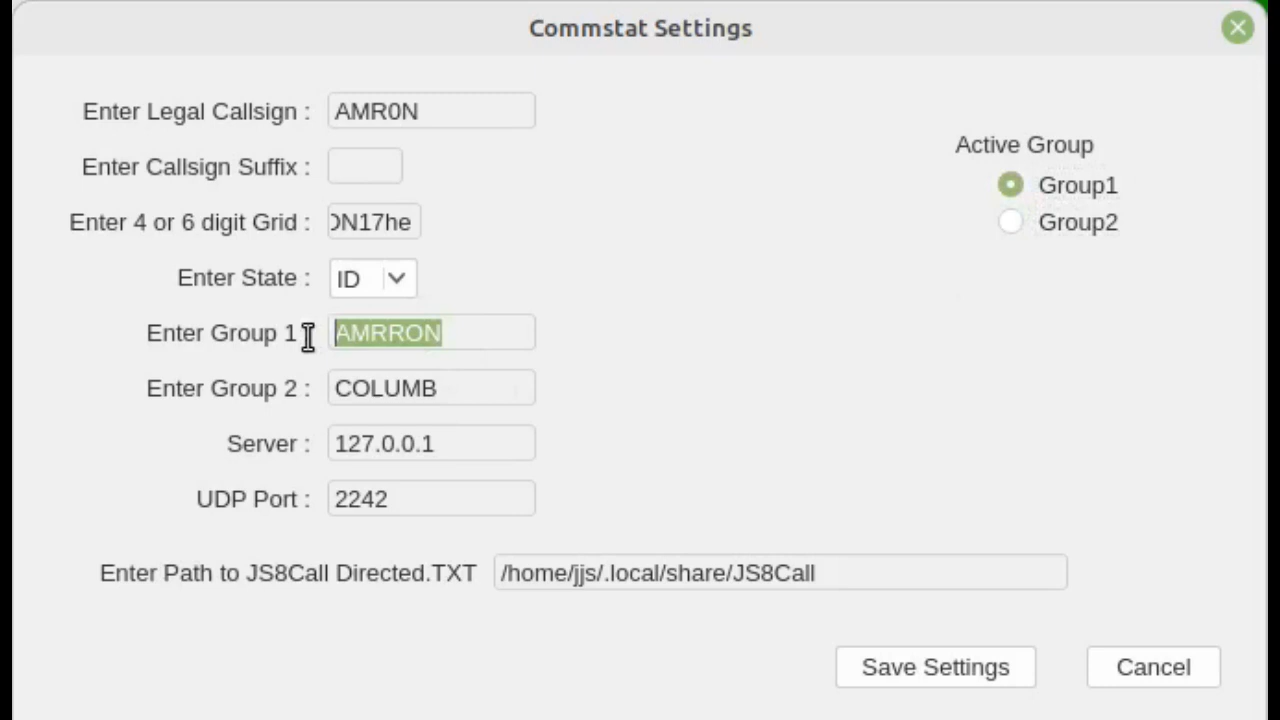 Commstat Settings
Enter Legal Callsign : AMR0N
Enter Callsign Suffix :
Enter 4 or 6 digit Grid : DN17he
Enter State : ID
Enter Group 1 AMRRON
Enter Group 2 : COLUMB
Server : 127.0.0.1
UDP Port : 2242
Enter Path to JS8Call Directed.TXT /home/jjs/.local/share/JS8Call
Active Group
Group1
Group2
Save Settings
Cancel